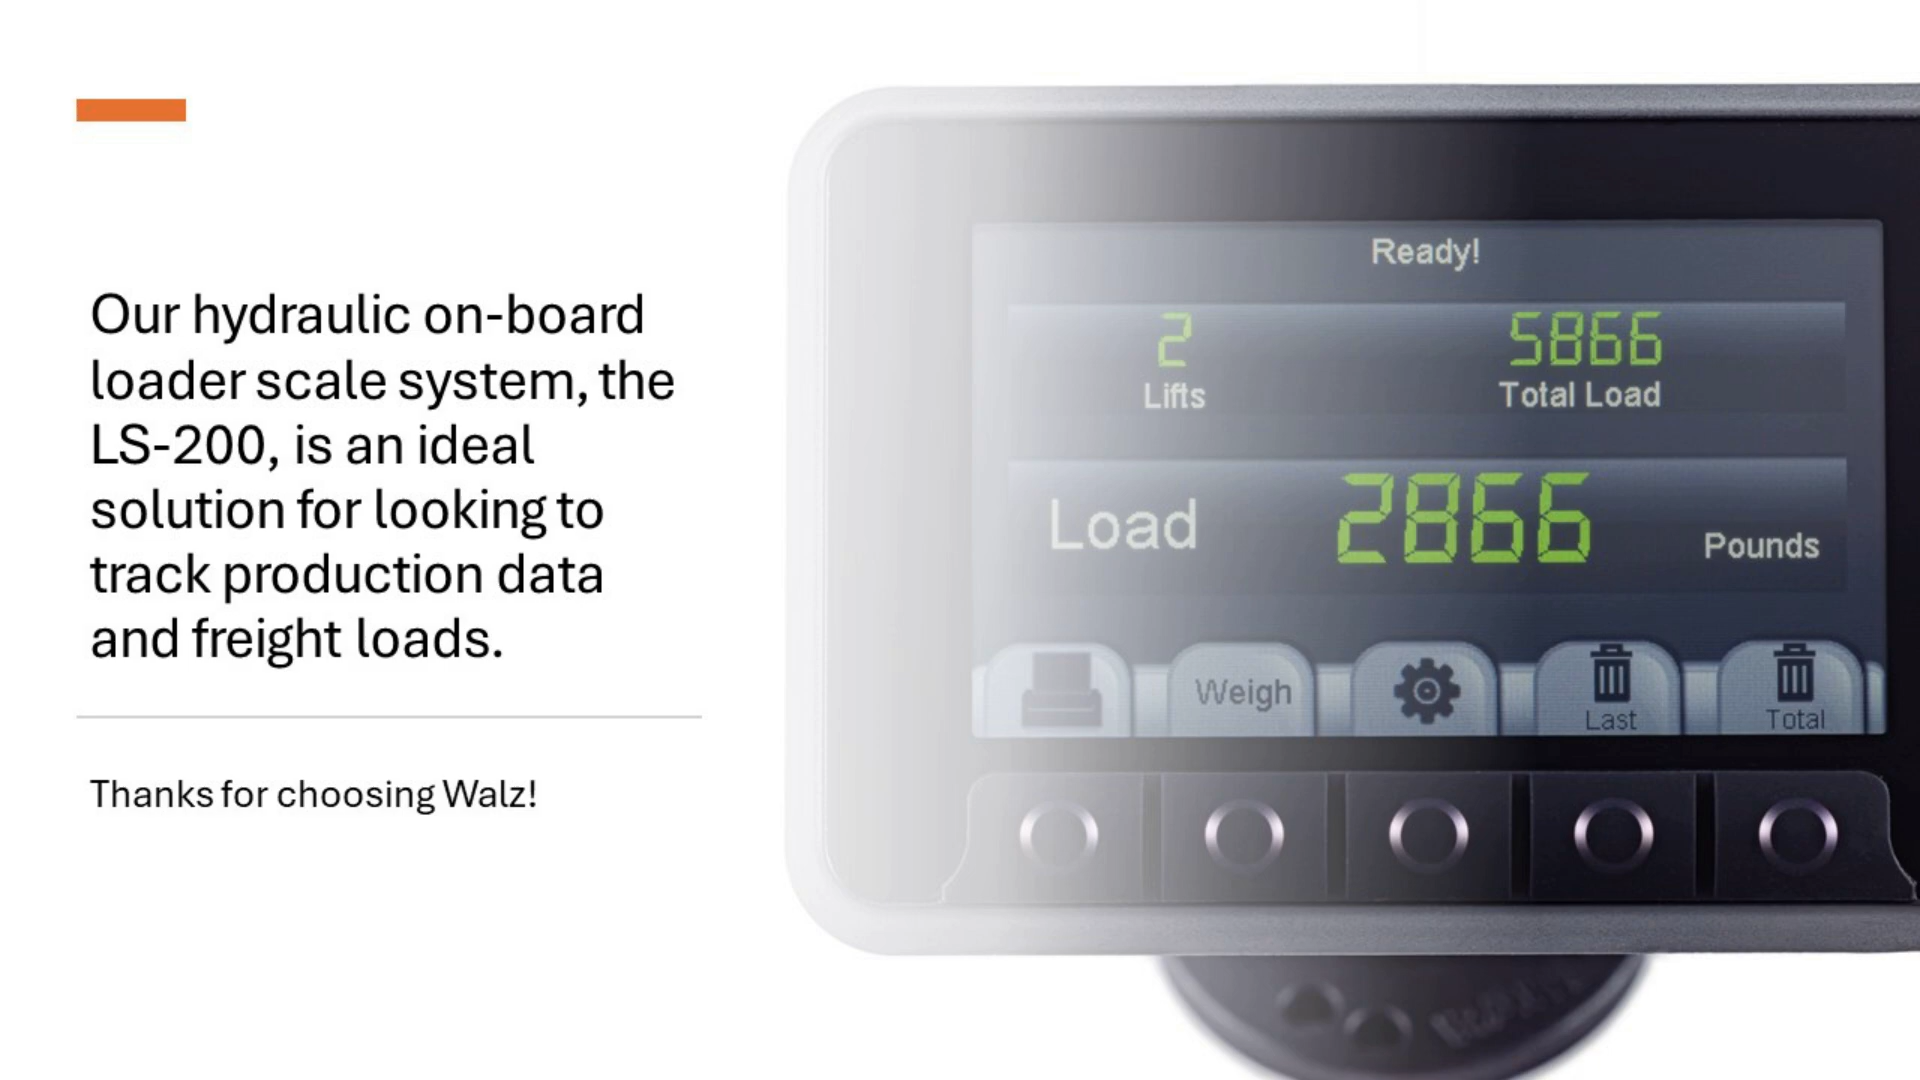 Our hydraulic on-board
loader scale system, the
LS-200, is an ideal
solution for looking to
track production data
and freight loads.
Thanks for choosing Walz!
Ready!
2 5866
Lifts Total Load
Load 2866 Pounds
Weigh
Last Total